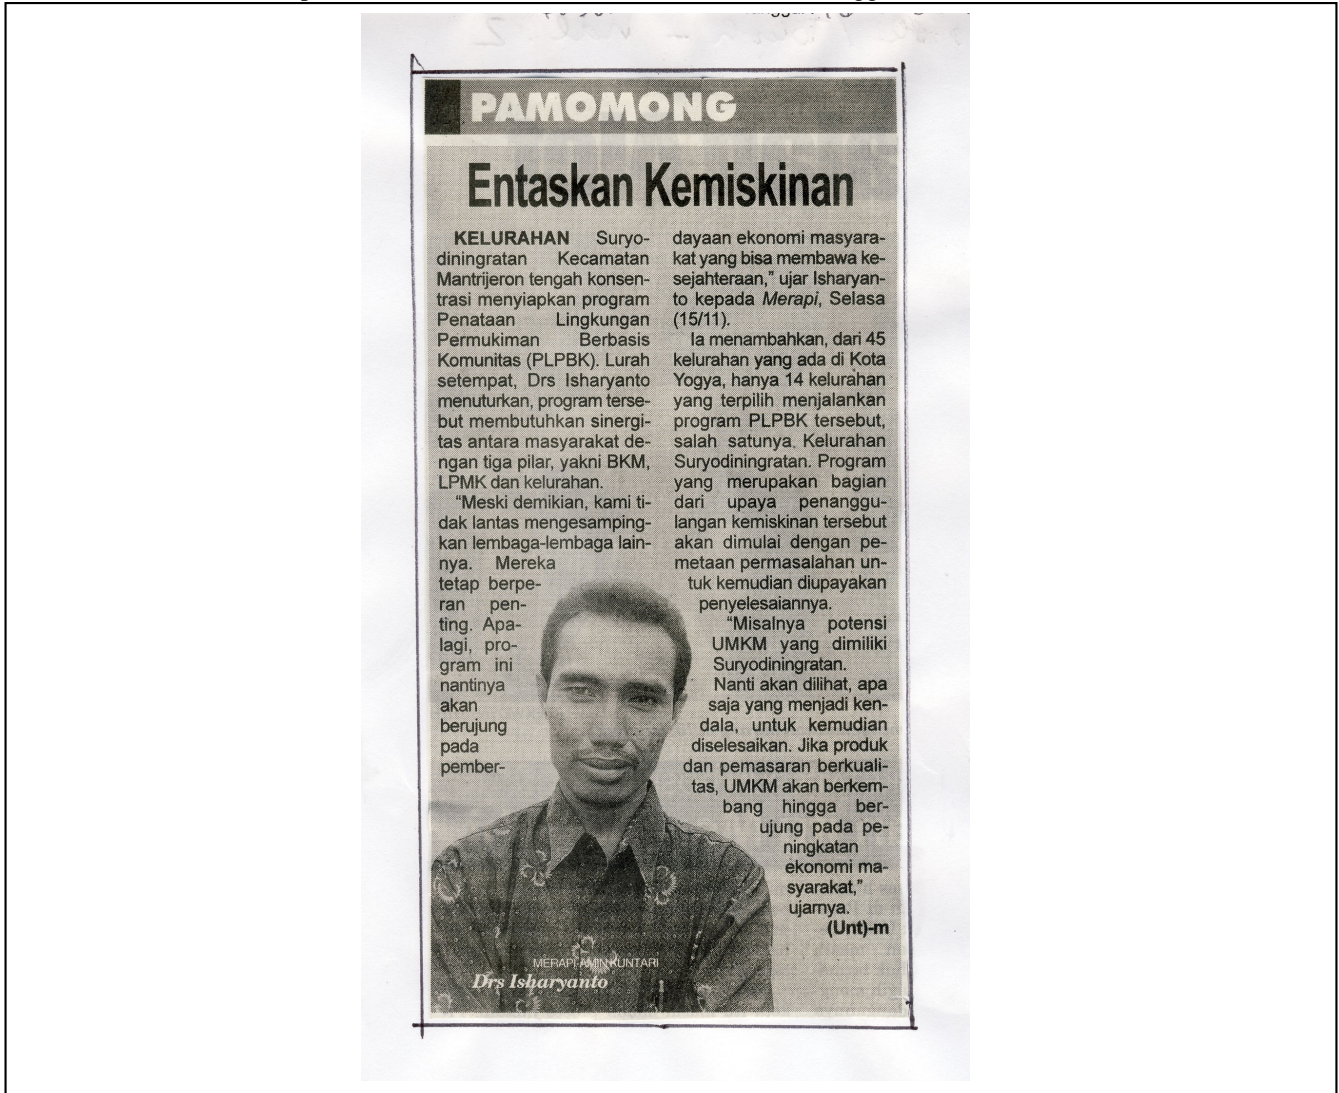 PAMOMONG
Entaskan Kemiskinan
KELURAHAN Suryo-
diningratan Kecamatan
Mantrijeron tengah konsen-
trasi menyiapkan program
Penataan Lingkungan
Permukiman Berbasis
Komunitas (PLPBK). Lurah
setempat, Drs Isharyanto
menuturkan, program terse-
but membutuhkan sinergi-
tas antara masyarakat de-
ngan tiga pilar, yakni BKM,
LPMK dan kelurahan.
"Meski demikian, kami ti-
dak lantas mengesamping-
kan lembaga-lembaga lain-
nya. Mereka
tetap berpe-
ran pen-
ting. Apa-
lagi, pro-
gram ini
nantinya
akan
berujung
pada
pember-
dayaan ekonomi masyara-
kat yang bisa membawa ke-
sejahteraan," ujar Isharyan-
to kepada Merapi, Selasa
(15/11).
Ia menambahkan, dari 45
kelurahan yang ada di Kota
Yogya, hanya 14 kelurahan
yang terpilih menjalankan
program PLPBK tersebut,
salah satunya Kelurahan
Suryodiningratan. Program
yang merupakan bagian
dari upaya penanggu-
langan kemiskinan tersebut
akan dimulai dengan pe-
metaan permasalahan un-
tuk kemudian diupayakan
penyelesaiannya.
"Misalnya potensi
UMKM yang dimiliki
Suryodiningratan.
Nanti akan dilihat, apa
saja yang menjadi ken-
dala, untuk kemudian
diselesaikan. Jika produk
dan pemasaran berkuali-
tas, UMKM akan berkem-
bang hingga ber-
ujung pada pe-
ningkatan
ekonomi ma-
syarakat,"
ujarnya.
(Unt)-m
MERAPI-AMIN KUNTARI
Drs Isharyanto